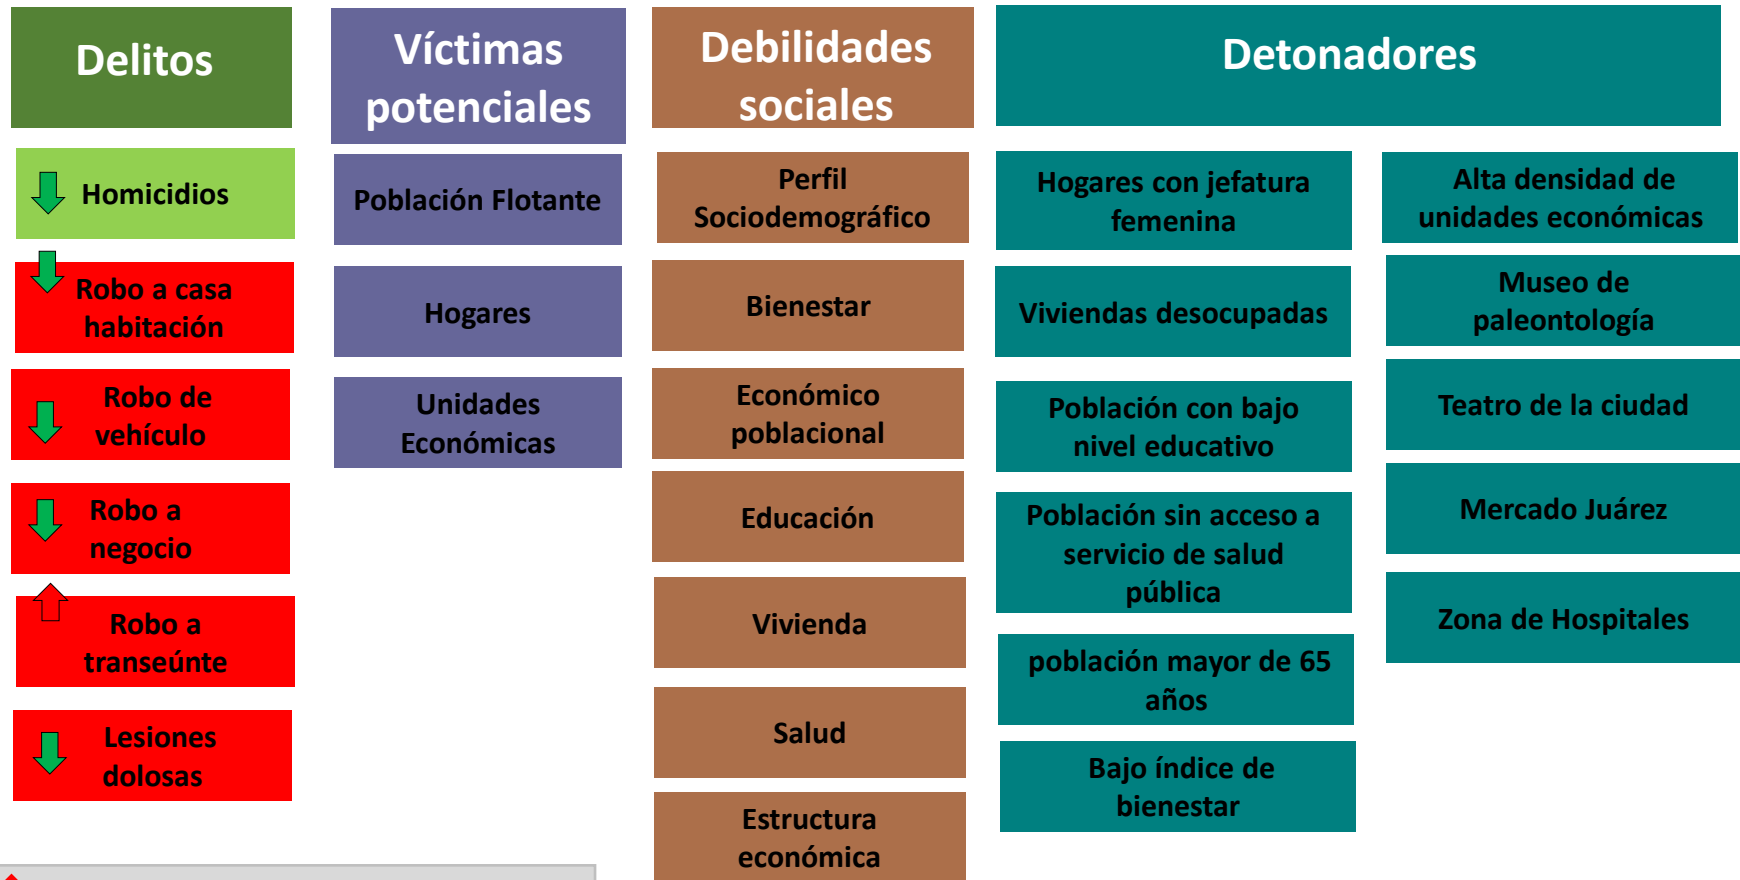 Delitos
Homicidios
Robo a casa
habitación
Robo de
vehículo
Robo a
negocio
Robo a
transeúnte
Lesiones
dolosas
Víctimas
potenciales
Población Flotante
Hogares
Unidades
Económicas
Debilidades
sociales
Perfil
Sociodemográfico
Bienestar
Económico
poblacional
Educación
Vivienda
Salud
Estructura
económica
Detonadores
Hogares con jefatura
femenina
Viviendas desocupadas
Población con bajo
nivel educativo
Población sin acceso a
servicio de salud
pública
población mayor de 65
años
Bajo índice de
bienestar
Alta densidad de
unidades económicas
Museo de
paleontología
Teatro de la ciudad
Mercado Juárez
Zona de Hospitales